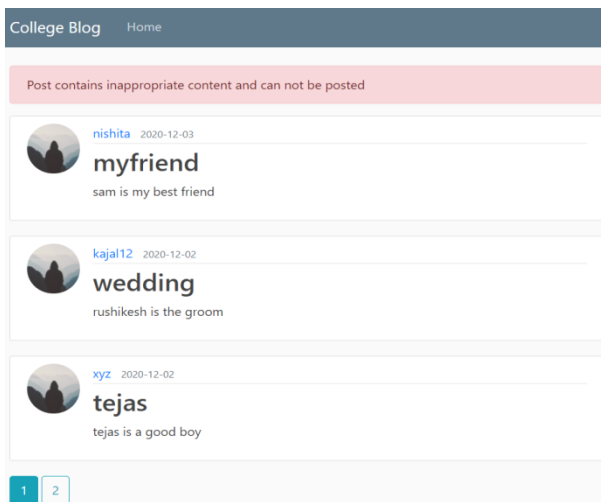 College Blog Home
Post contains inappropriate content and can not be posted
nishita 2020-12-03
myfriend
sam is my best friend
kajal12 2020-12-02
wedding
rushikesh is the groom
xyz 2020-12-02
tejas
tejas is a good boy
1 2